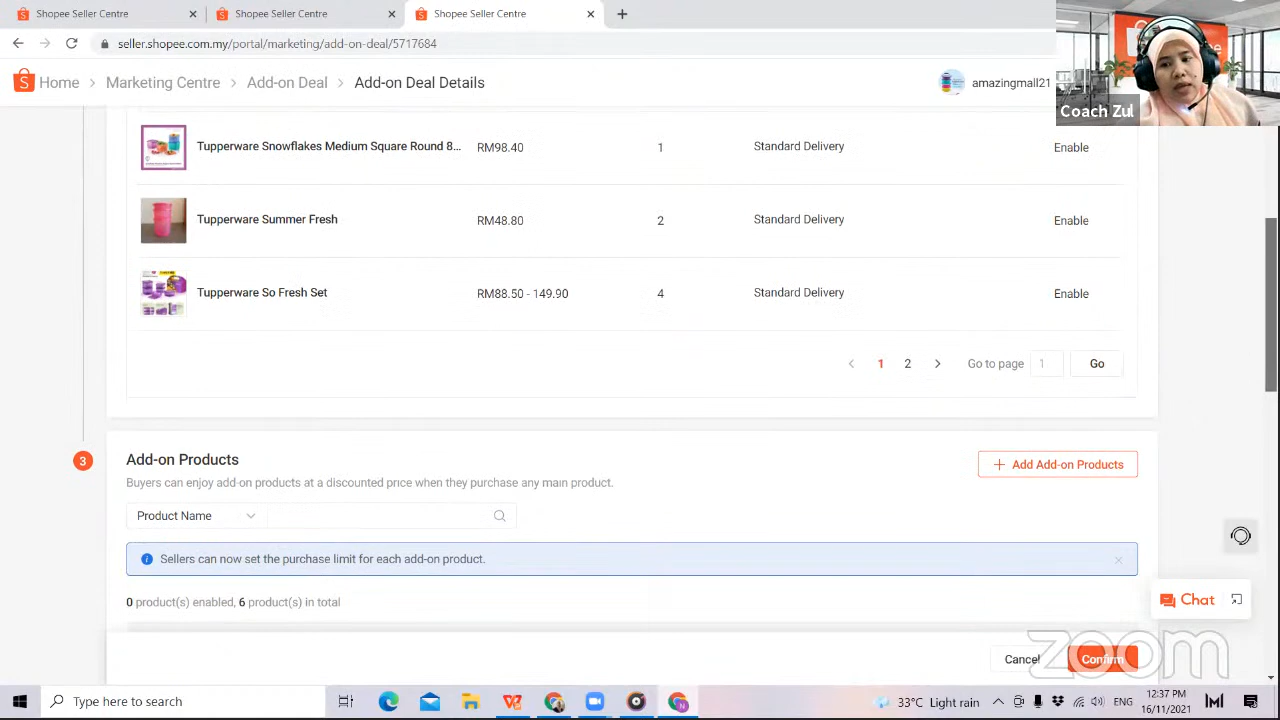 Shopee Seller Centre
Shopee Seller Centre
Shopee Seller Centre
seller.shopee.com.my/portal/marketing/add-on-deal/5717684
Home > Marketing Centre > Add-on Deal > Add-on Deal Details
amazingmall21
Coach Zul
Tupperware Snowflakes Medium Square Round 8... RM98.40 1 Standard Delivery Enable
Tupperware Summer Fresh RM48.80 2 Standard Delivery Enable
Tupperware So Fresh Set RM88.50 - 149.90 4 Standard Delivery Enable
< 1 2 > Go to page 1 Go
3 Add-on Products
+ Add Add-on Products
Buyers can enjoy add-on products at a discounted price when they purchase any main product.
Product Name
Sellers can now set the purchase limit for each add-on product.
0 product(s) enabled, 6 product(s) in total
Chat
Cancel Confirm
zoom
Type here to search
33°C Light rain
ENG
12:37 PM
16/11/2021